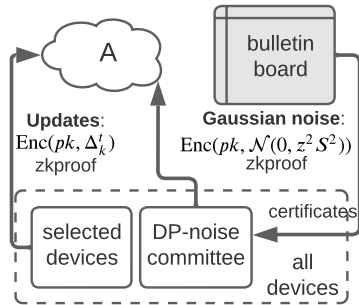 A
bulletin
board
Updates:
Enc(pk, Δₖᵗ)
zkproof
Gaussian noise:
Enc(pk, 𝒩(0, z² S²))
zkproof
certificates
selected
devices
DP-noise
committee
all
devices